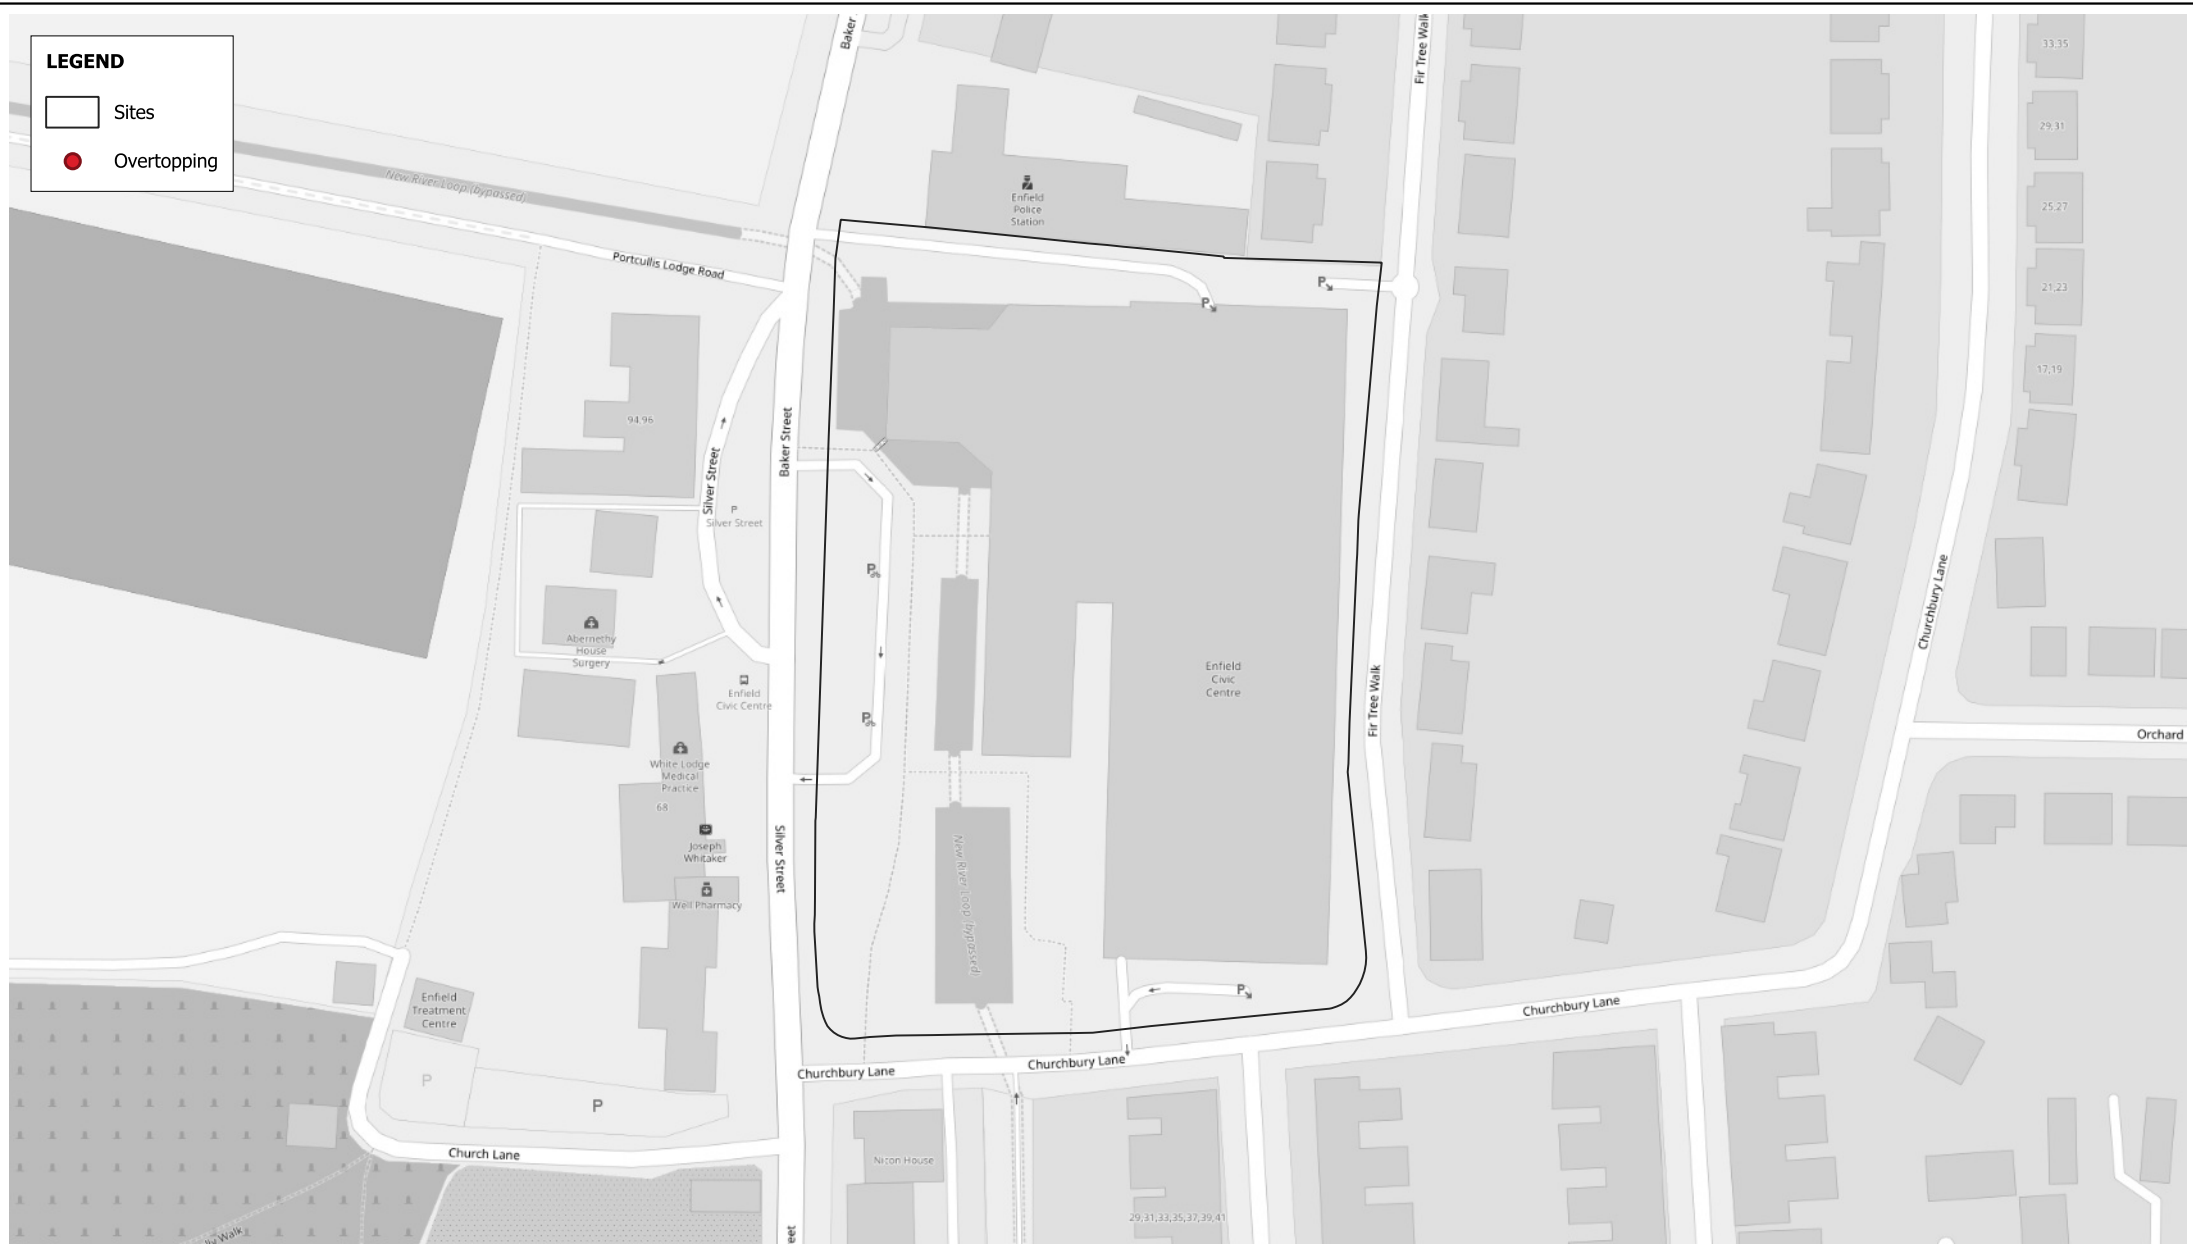 LEGEND
Sites
Overtopping
Baker
Fir Tree Walk
33,35
29,31
25,27
21,23
17,19
New River Loop (bypassed)
Portcullis Lodge Road
Enfield
Police
Station
P
P
94,96
Silver Street
Baker Street
P
Silver Street
P
Abernethy
House
Surgery
Enfield
Civic Centre
Enfield
Civic
Centre
Fir Tree Walk
Churchbury Lane
Orchard
P
White Lodge
Medical
Practice
68
Joseph
Whitaker
Well Pharmacy
Silver Street
New River Loop (bypassed)
P
Enfield
Treatment
Centre
P
P
Churchbury Lane
Churchbury Lane
Churchbury Lane
Church Lane
Nicon House
29,31,33,35,37,39,41
lly Walk
eet